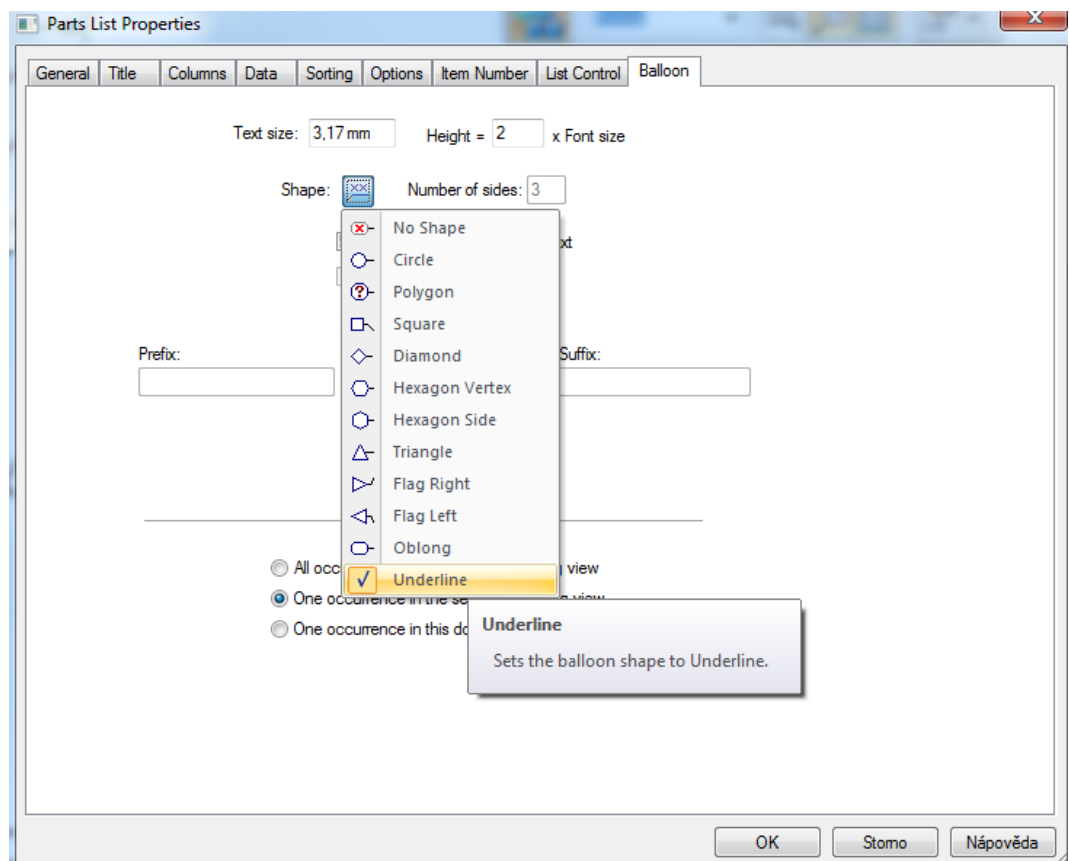 Parts List Properties
General Title Columns Data Sorting Options Item Number List Control Balloon
Text size: 3,17 mm Height = 2 x Font size
Shape: XX Number of sides: 3
No Shape
Circle
Polygon
Square
Diamond
Hexagon Vertex
Hexagon Side
Triangle
Flag Right
Flag Left
Oblong
Underline
Prefix: Suffix:
All view
One occurrence in the
One occurrence in this
Underline
Sets the balloon shape to Underline.
OK Storno Nápověda